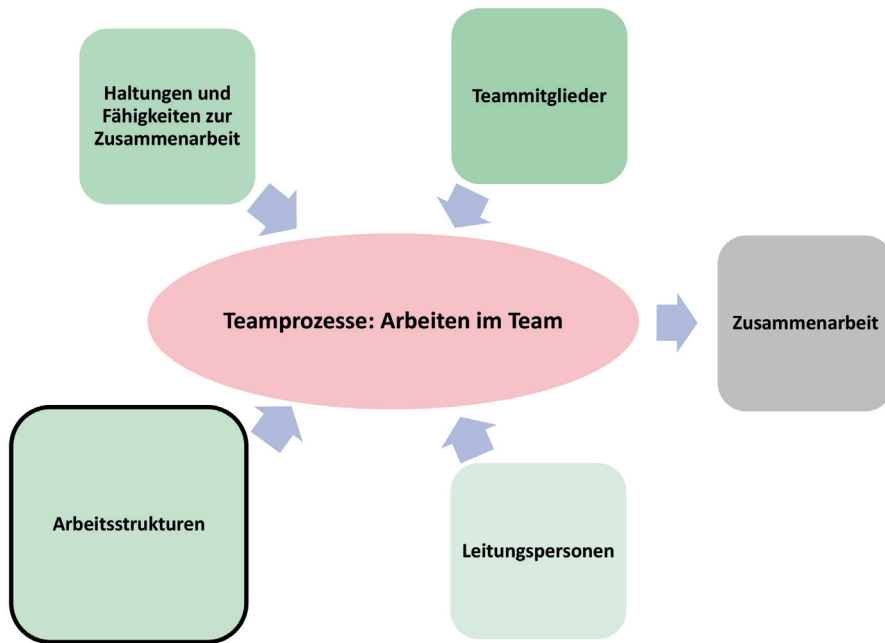 Haltungen und
Fähigkeiten zur
Zusammenarbeit
Teammitglieder
Teamprozesse: Arbeiten im Team
Zusammenarbeit
Arbeitsstrukturen
Leitungspersonen